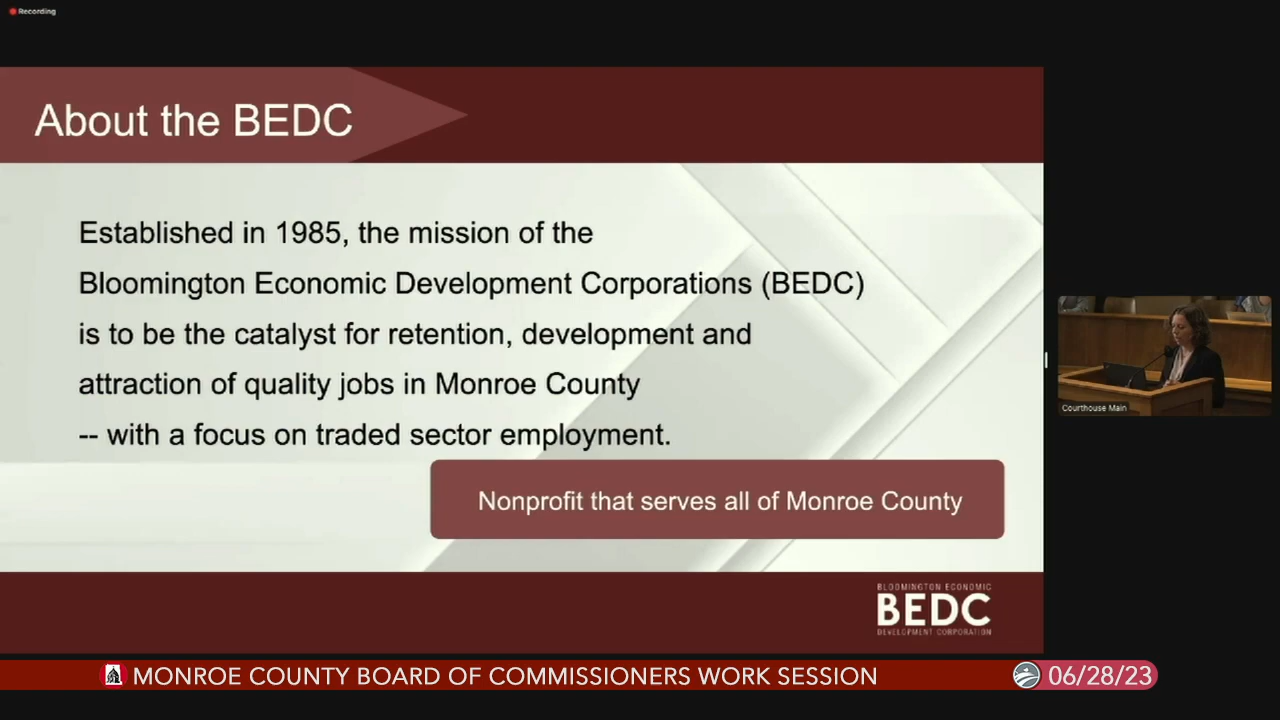 Recording
About the BEDC
Established in 1985, the mission of the
Bloomington Economic Development Corporations (BEDC)
is to be the catalyst for retention, development and
attraction of quality jobs in Monroe County
-- with a focus on traded sector employment.
Nonprofit that serves all of Monroe County
BLOOMINGTON ECONOMIC
BEDC
DEVELOPMENT CORPORATION
Courthouse Main
MONROE COUNTY BOARD OF COMMISSIONERS WORK SESSION
06/28/23